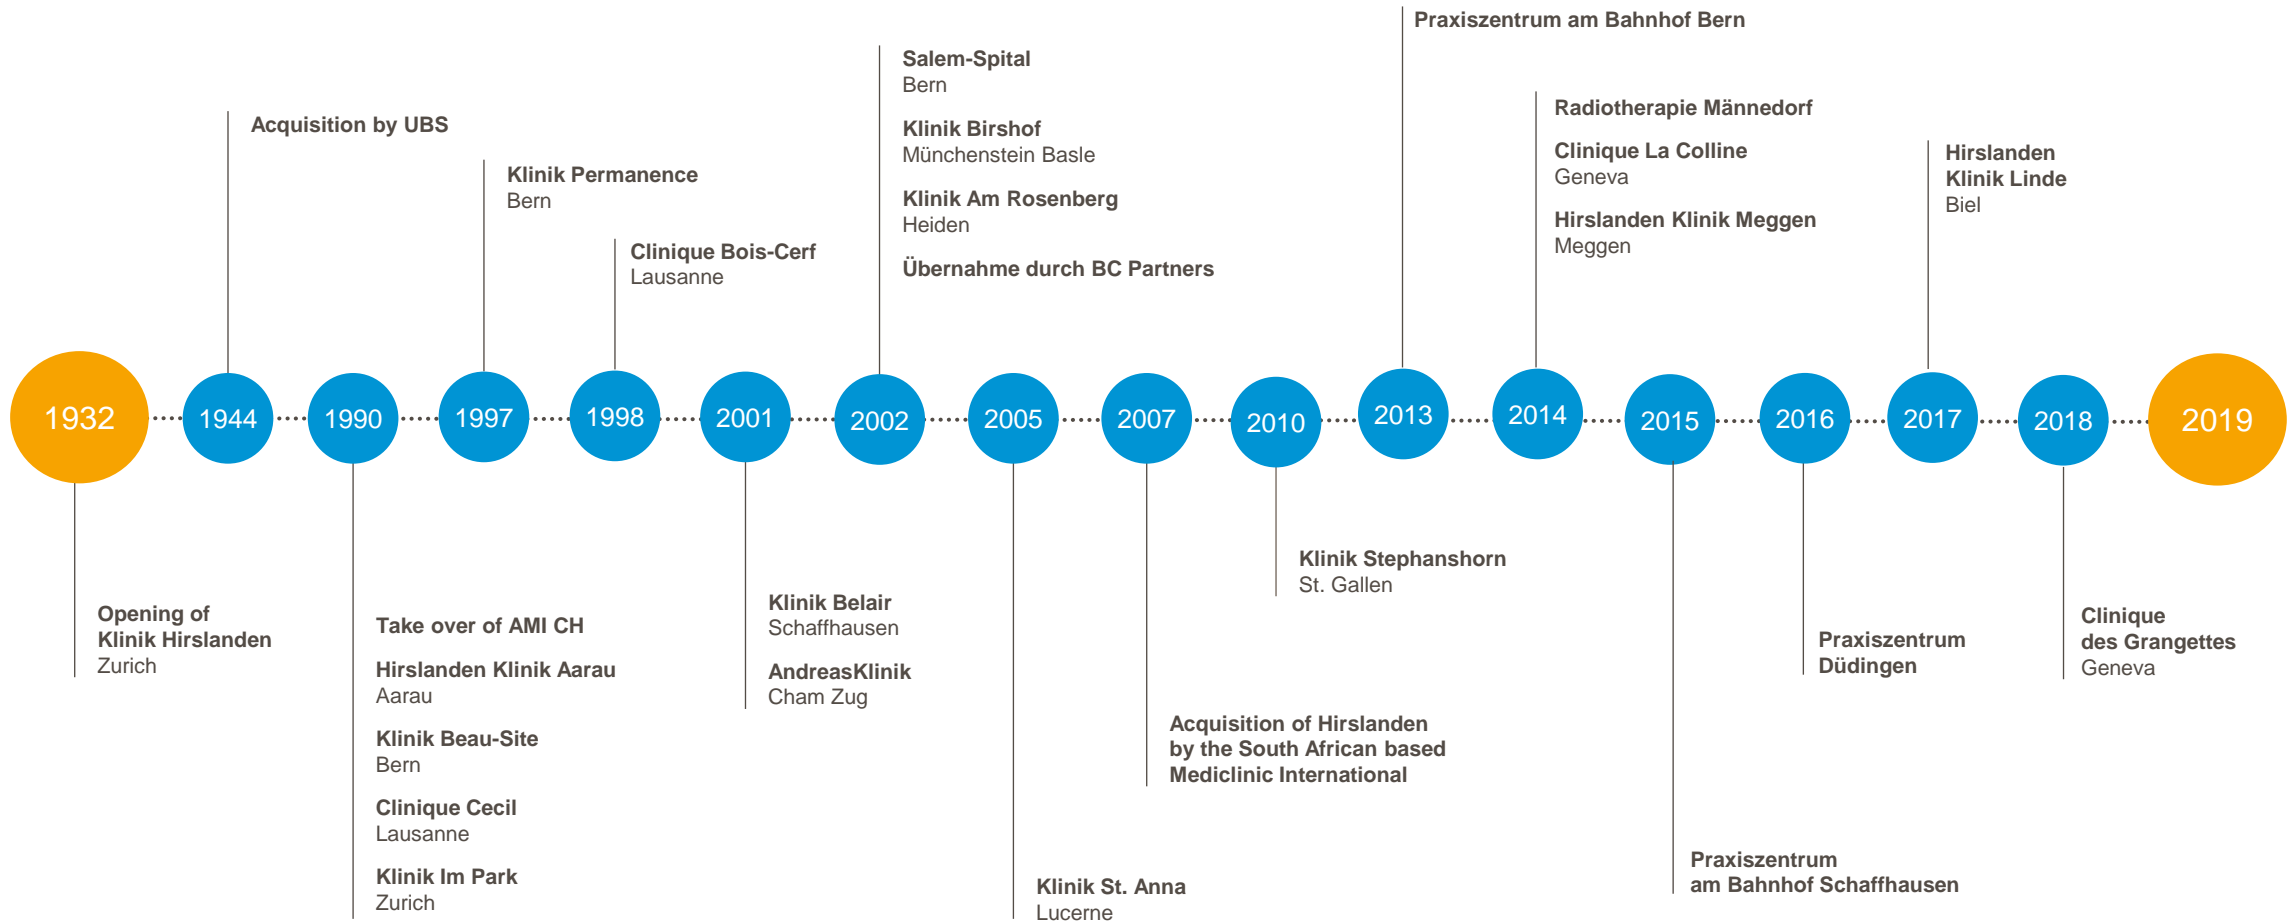 Praxiszentrum am Bahnhof Bern
Salem-Spital
Bern
Klinik Birshof
Münchenstein Basle
Klinik Am Rosenberg
Heiden
Übernahme durch BC Partners
Acquisition by UBS
Klinik Permanence
Bern
Clinique Bois-Cerf
Lausanne
Radiotherapie Männedorf
Clinique La Colline
Geneva
Hirslanden Klinik Meggen
Meggen
Hirslanden
Klinik Linde
Biel
1932
1944
1990
1997
1998
2001
2002
2005
2007
2010
2013
2014
2015
2016
2017
2018
2019
Opening of
Klinik Hirslanden
Zurich
Take over of AMI CH
Hirslanden Klinik Aarau
Aarau
Klinik Beau-Site
Bern
Clinique Cecil
Lausanne
Klinik Im Park
Zurich
Klinik Belair
Schaffhausen
AndreasKlinik
Cham Zug
Klinik St. Anna
Lucerne
Acquisition of Hirslanden
by the South African based
Mediclinic International
Klinik Stephanshorn
St. Gallen
Praxiszentrum
am Bahnhof Schaffhausen
Praxiszentrum
Düdingen
Clinique
des Grangettes
Geneva